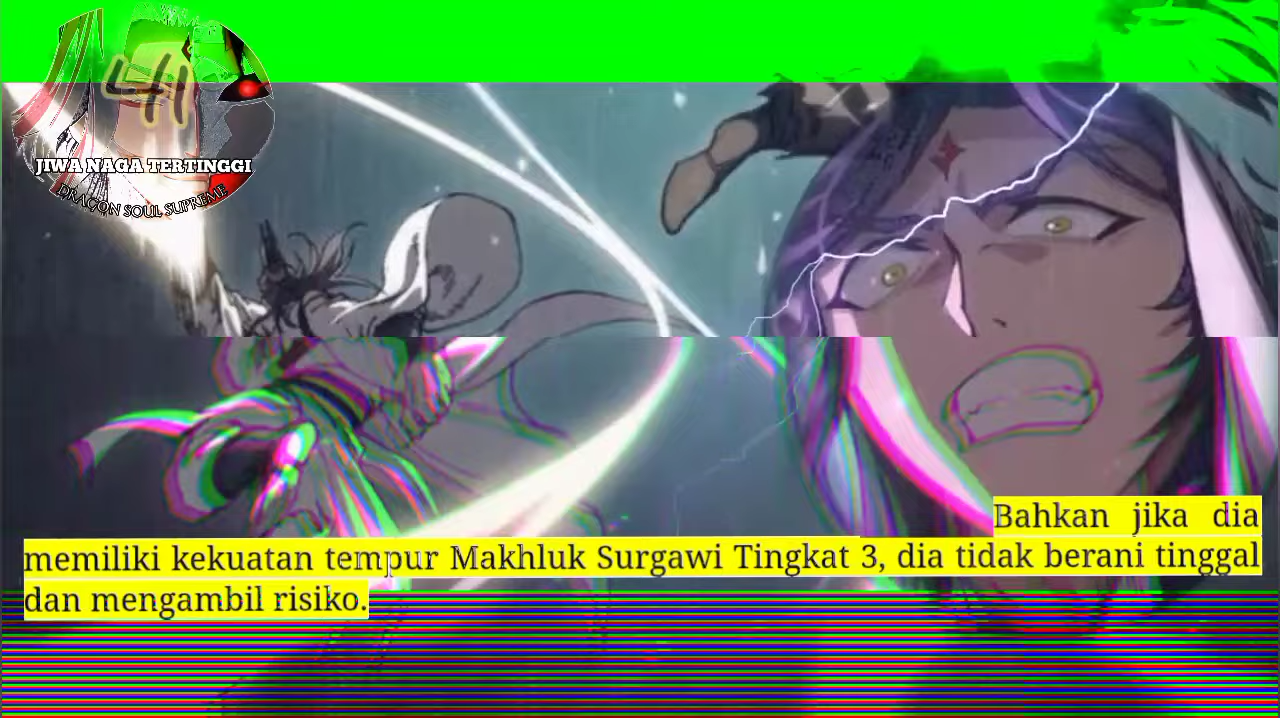 41
JIWA NAGA TERTINGGI
DRAGON SOUL SUPREME
Bahkan jika dia
memiliki kekuatan tempur Makhluk Surgawi Tingkat 3, dia tidak berani tinggal
dan mengambil risiko.